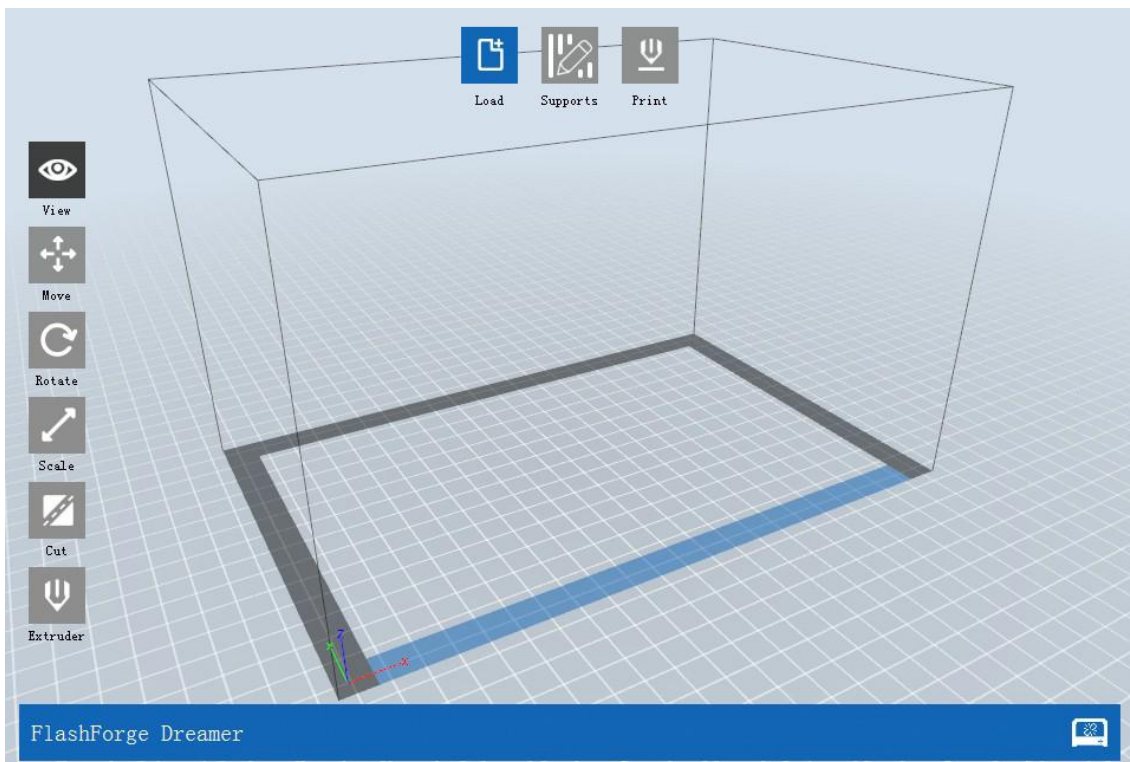 Load
Supports
Print
View
Move
Rotate
Scale
Cut
Extruder
Z
Y
X
FlashForge Dreamer